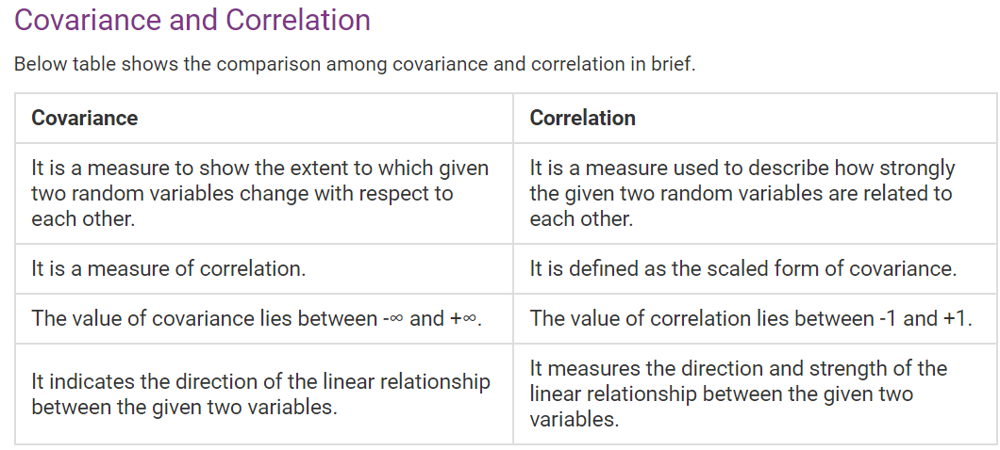 Covariance and Correlation
Below table shows the comparison among covariance and correlation in brief.
Covariance
Correlation
It is a measure to show the extent to which given
two random variables change with respect to
each other.
It is a measure used to describe how strongly
the given two random variables are related to
each other.
It is a measure of correlation.
It is defined as the scaled form of covariance.
The value of covariance lies between -∞ and +∞.
The value of correlation lies between -1 and +1.
It indicates the direction of the linear relationship
between the given two variables.
It measures the direction and strength of the
linear relationship between the given two
variables.